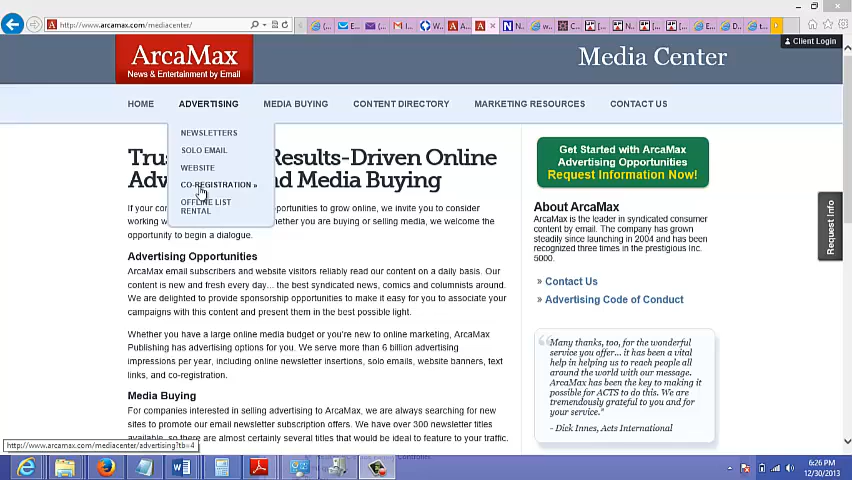 http://www.arcamax.com/mediacenter/
Client Login
ArcaMax
News & Entertainment by Email
Media Center
HOME
ADVERTISING
MEDIA BUYING
CONTENT DIRECTORY
MARKETING RESOURCES
CONTACT US
NEWSLETTERS
SOLO EMAIL
WEBSITE
CO-REGISTRATION »
OFFLINE LIST
RENTAL
Results-Driven Online
and Media Buying
opportunities to grow online, we invite you to consider
working whether you are buying or selling media, we welcome the
opportunity to begin a dialogue.
Advertising Opportunities
ArcaMax email subscribers and website visitors reliably read our content on a daily basis. Our
content is new and fresh every day... the best syndicated news, comics and columnists around.
We are delighted to provide sponsorship opportunities to make it easy for you to associate your
campaigns with this content and present them in the best possible light.
Whether you have a large online media budget or you're new to online marketing, ArcaMax
Publishing has advertising options for you. We serve more than 6 billion advertising
impressions per year, including online newsletter insertions, solo emails, website banners, text
links, and co-registration.
Media Buying
For companies interested in selling advertising to ArcaMax, we are always searching for new
sites to promote our email newsletter subscription offers. We have over 300 newsletter titles
available, so there are almost certainly several titles that would be ideal to feature to your traffic.
Get Started with ArcaMax
Advertising Opportunities
Request Information Now!
About ArcaMax
ArcaMax is the leader in syndicated consumer
content by email. The company has grown
steadily since launching in 2004 and has been
recognized three times in the prestigious Inc.
5000.
» Contact Us
» Advertising Code of Conduct
Many thanks, too, for the wonderful
service you offer... it has been a vital
help in helping us to reach people all
around the world with our message.
ArcaMax has been the key to making it
possible for ACTS to do this. We are
tremendously grateful to you and for
your service."
- Dick Innes, Acts International
Request Info
http://www.arcamax.com/mediacenter/advertising?tb=4
6:26 PM
12/30/2013